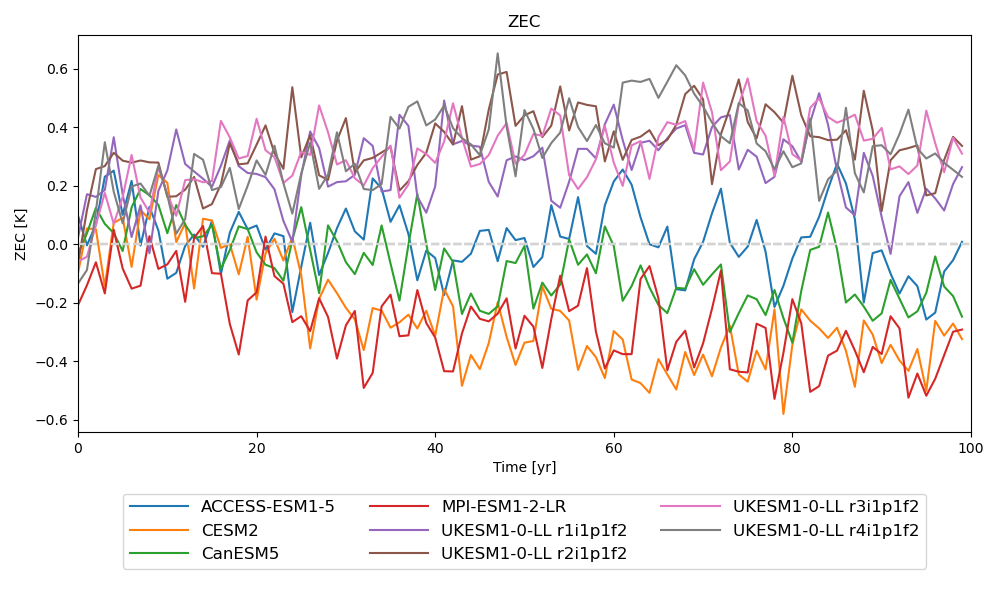 ZEC
ZEC [K]
0.6
0.4
0.2
0.0
−0.2
−0.4
−0.6
0 20 40 60 80 100
Time [yr]
ACCESS-ESM1-5 MPI-ESM1-2-LR UKESM1-0-LL r3i1p1f2
CESM2 UKESM1-0-LL r1i1p1f2 UKESM1-0-LL r4i1p1f2
CanESM5 UKESM1-0-LL r2i1p1f2